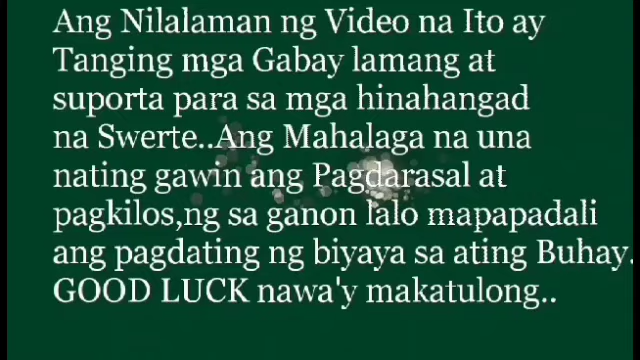 Ang Nilalaman ng Video na Ito ay
Tanging mga Gabay lamang at
suporta para sa mga hinahangad
na Swerte..Ang Mahalaga na una
nating gawin ang Pagdarasal at
pagkilos,ng sa ganon lalo mapapadali
ang pagdating ng biyaya sa ating Buhay.
GOOD LUCK nawa'y makatulong..